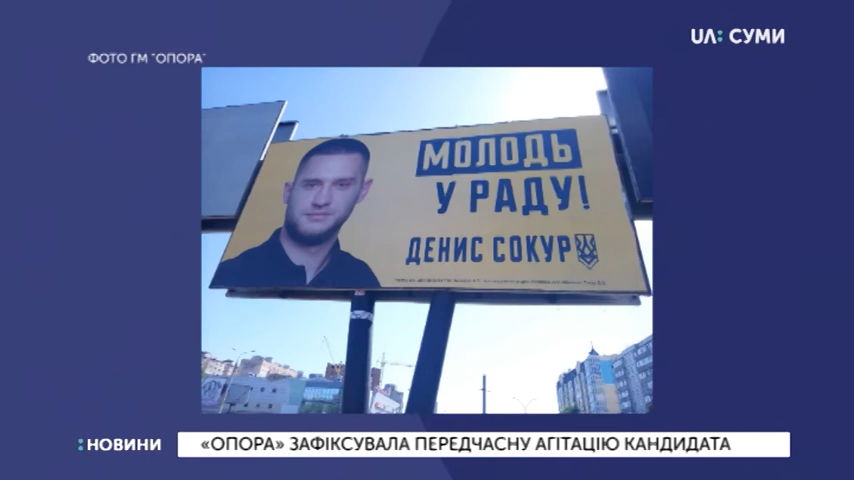 UA: СУМИ
ФОТО ГМ "ОПОРА"
МОЛОДЬ
У РАДУ!
ДЕНИС СОКУР
:НОВИНИ
«ОПОРА» ЗАФІКСУВАЛА ПЕРЕДЧАСНУ АГІТАЦІЮ КАНДИДАТА